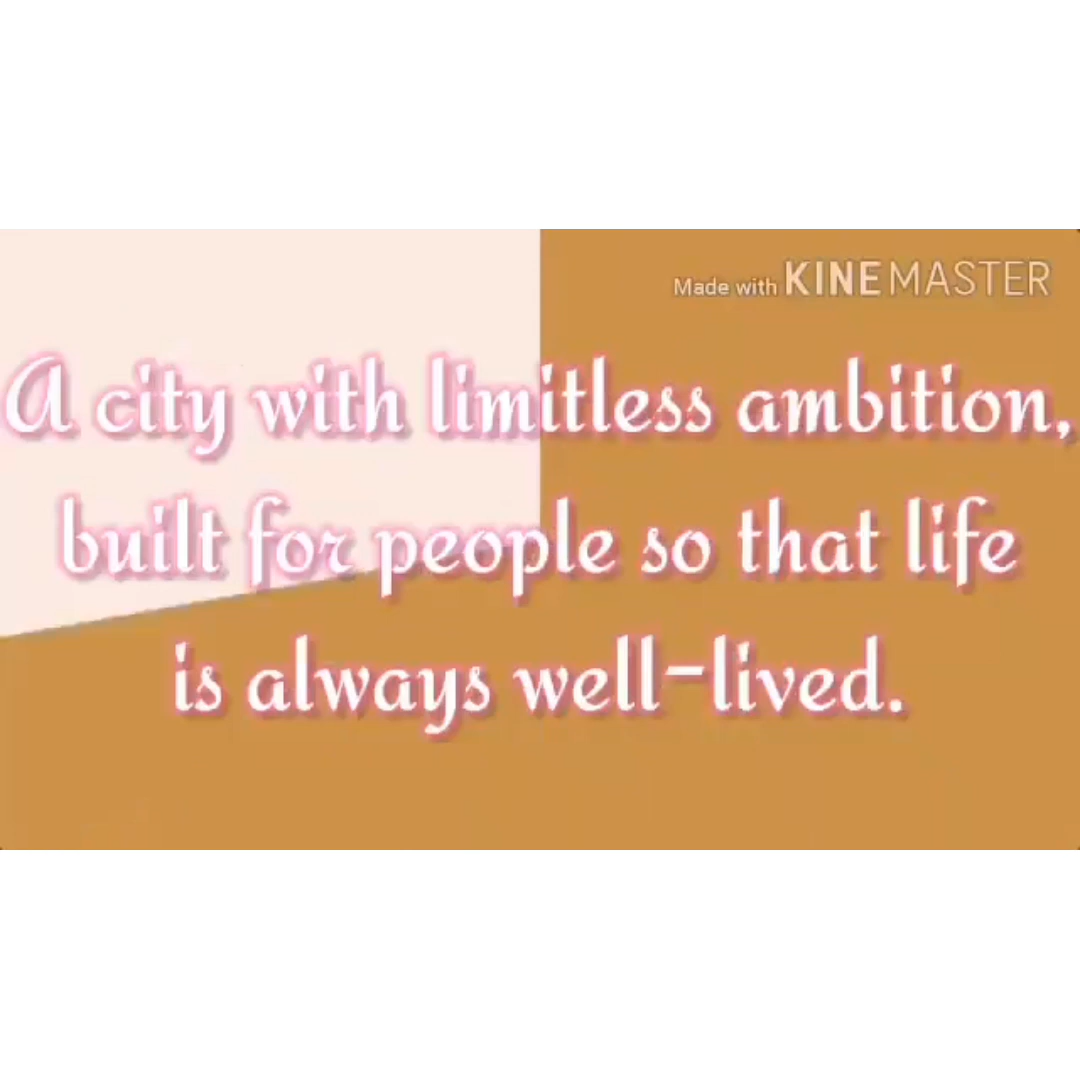 Made with KINEMASTER
A city with limitless ambition,
built for people so that life
is always well-lived.